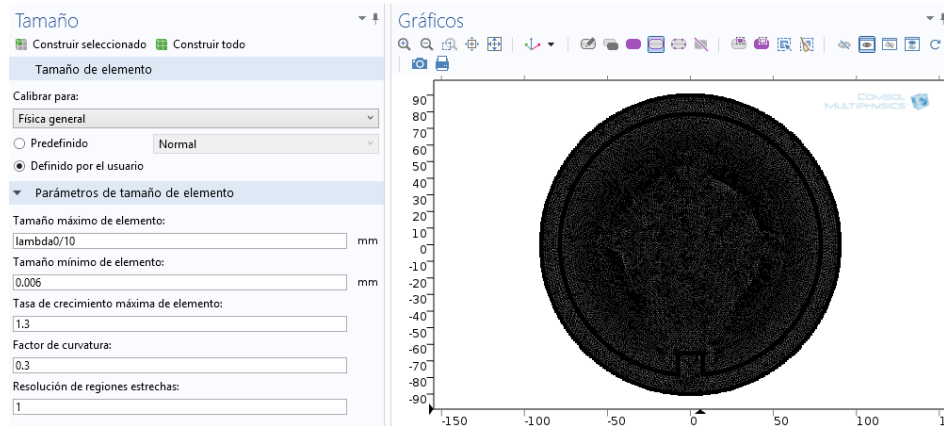 Tamaño
Construir seleccionado Construir todo
Tamaño de elemento
Calibrar para:
Física general
Predefinido Normal
Definido por el usuario
Parámetros de tamaño de elemento
Tamaño máximo de elemento:
lambda0/10 mm
Tamaño mínimo de elemento:
0.006 mm
Tasa de crecimiento máxima de elemento:
1.3
Factor de curvatura:
0.3
Resolución de regiones estrechas:
1
Gráficos
COMSOL
MULTIPHYSICS
90
80
70
60
50
40
30
20
10
0
-10
-20
-30
-40
-50
-60
-70
-80
-90
-150 -100 -50 0 50 100